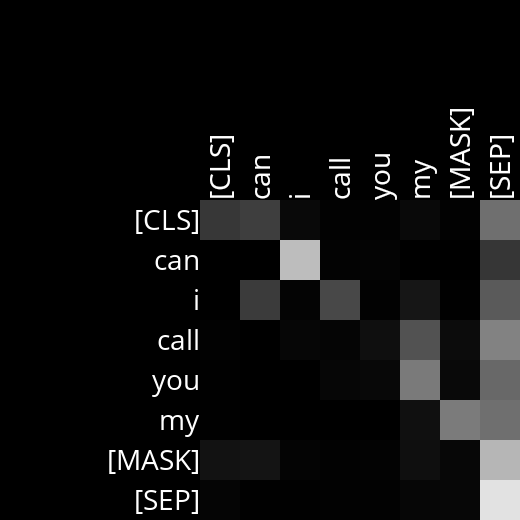 [CLS] can i call you my [MASK] [SEP]
[CLS]
can
i
call
you
my
[MASK]
[SEP]